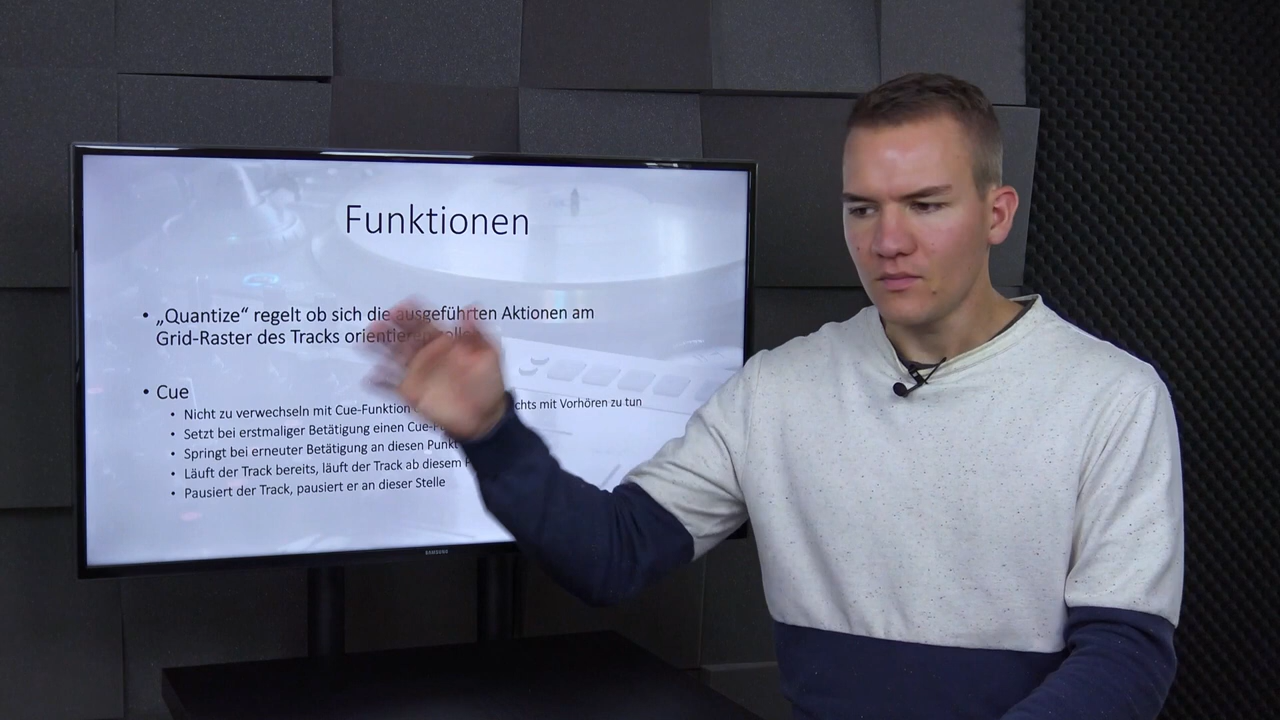 Funktionen
• „Quantize“ regelt ob sich die ausgeführten Aktionen am
Grid-Raster des Tracks
• Cue
• Nicht zu verwechseln mit Cue-Funktion mit Vorhören zu tun
• Setzt bei erstmaliger Betätigung einen
• Springt bei erneuter Betätigung an diesen Punkt
• Läuft der Track bereits, läuft der Track ab diesem
• Pausiert der Track, pausiert er an dieser Stelle
SAMSUNG